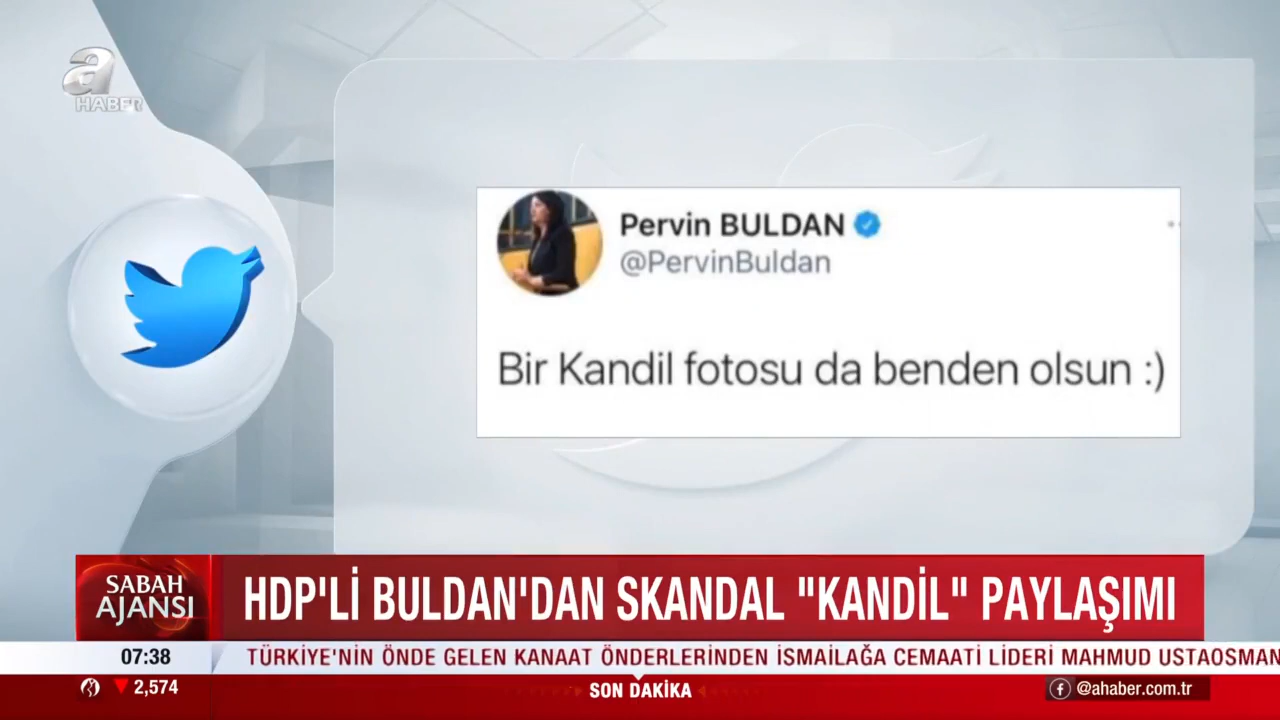 a
HABER
Pervin BULDAN
@PervinBuldan
Bir Kandil fotosu da benden olsun :)
SABAH
AJANSI
HDP'Lİ BULDAN'DAN SKANDAL "KANDİL" PAYLAŞIMI
07:38
TÜRKİYE'NİN ÖNDE GELEN KANAAT ÖNDERLERİNDEN İSMAİLAĞA CEMAATİ LİDERİ MAHMUD USTAOSMAN
2,574
SON DAKİKA
@ahaber.com.tr